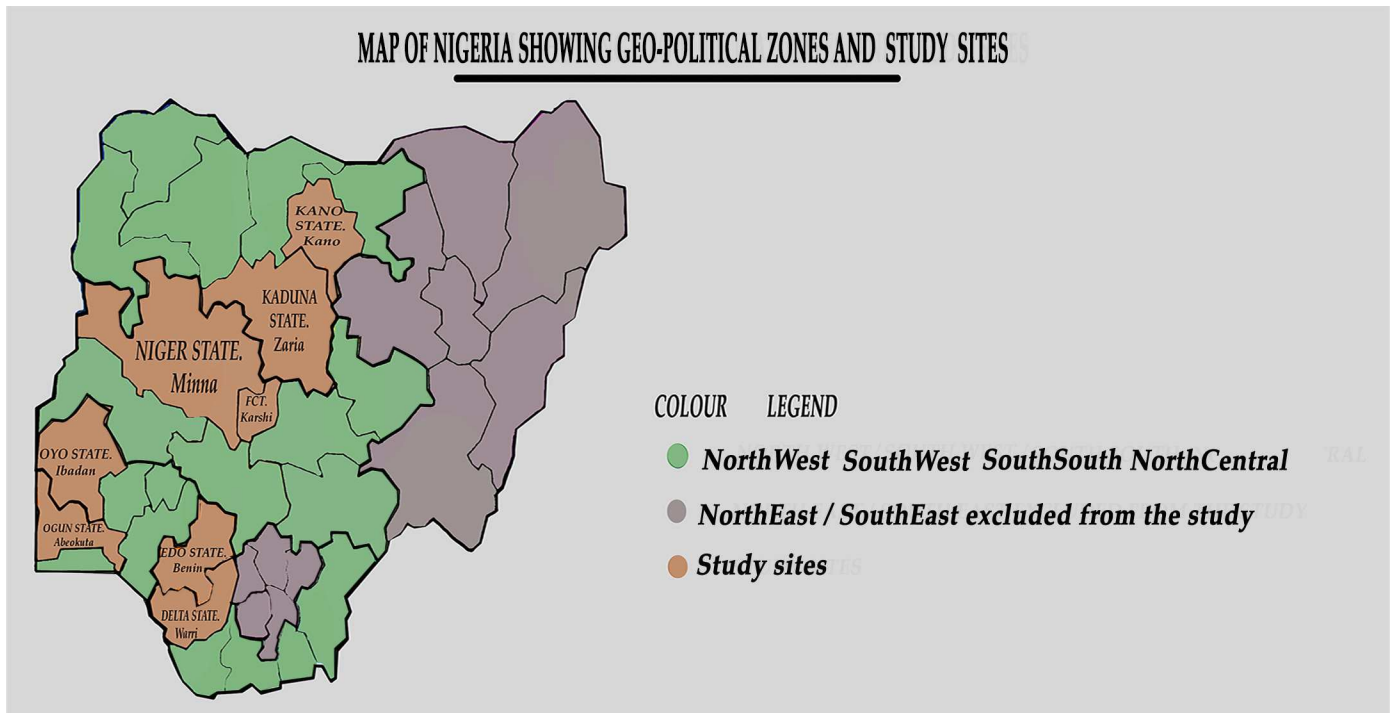 MAP OF NIGERIA SHOWING GEO-POLITICAL ZONES AND STUDY SITES
KANO
STATE.
Kano
KADUNA
STATE.
Zaria
NIGER STATE.
Minna
FCT.
Karshi
OYO STATE.
Ibadan
OGUN STATE.
Abeokuta
EDO STATE.
Benin
DELTA STATE.
Warri
COLOUR LEGEND
NorthWest SouthWest SouthSouth NorthCentral
NorthEast / SouthEast excluded from the study
Study sites